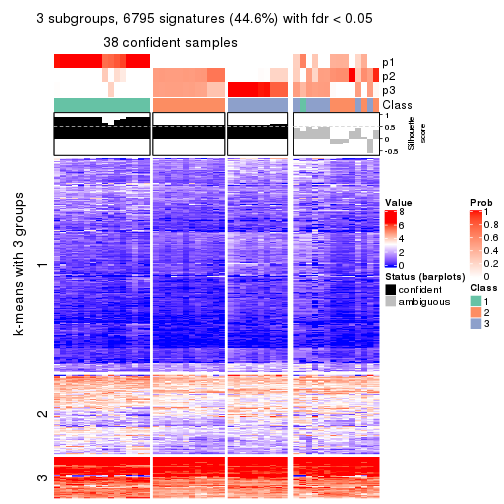 3 subgroups, 6795 signatures (44.6%) with fdr < 0.05
38 confident samples
p1
p2
p3
Class
1
0.5
0
-0.5
Silhouette
score
k-means with 3 groups
1
2
3
Value
8
6
4
2
0
Status (barplots)
confident
ambiguous
Prob
1
0.8
0.6
0.4
0.2
0
Class
1
2
3